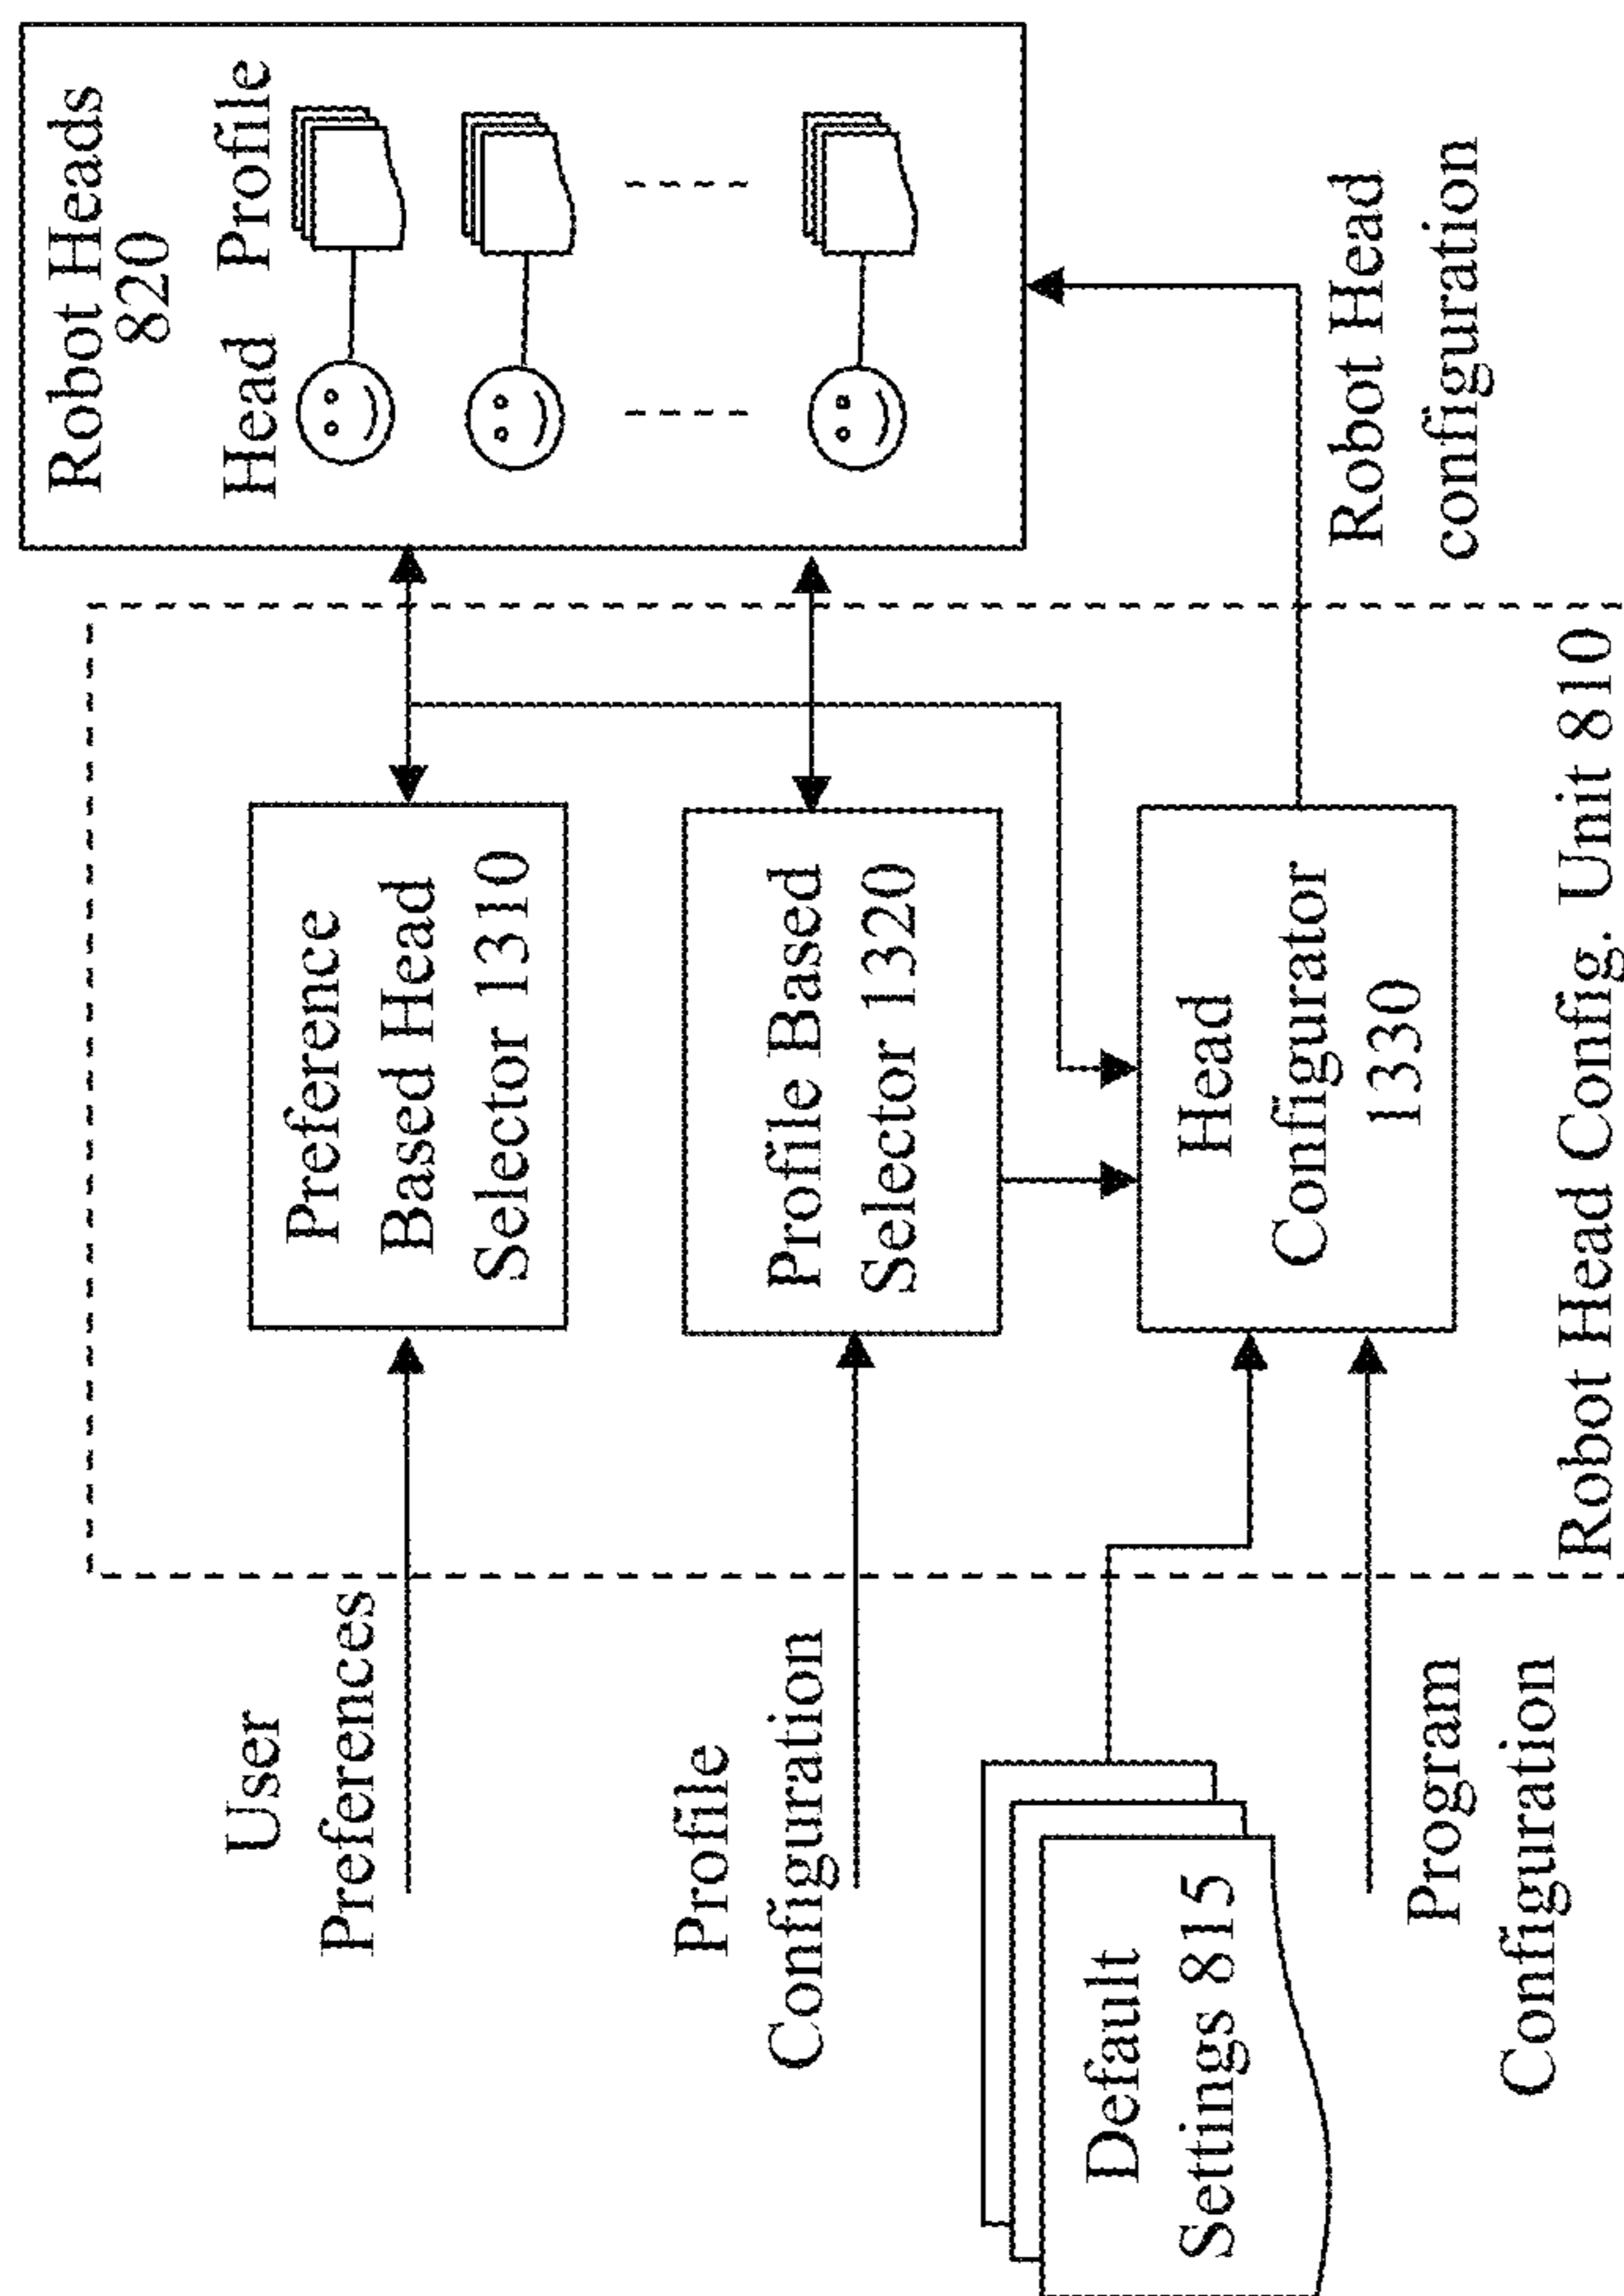 User
Preferences
Profile
Configuration
Default
Settings 815
Program
Configuration
Preference
Based Head
Selector 1310
Profile Based
Selector 1320
Head
Configurator
1330
Robot Head Config. Unit 810
Robot Heads
820
Head Profile
Robot Head
configuration